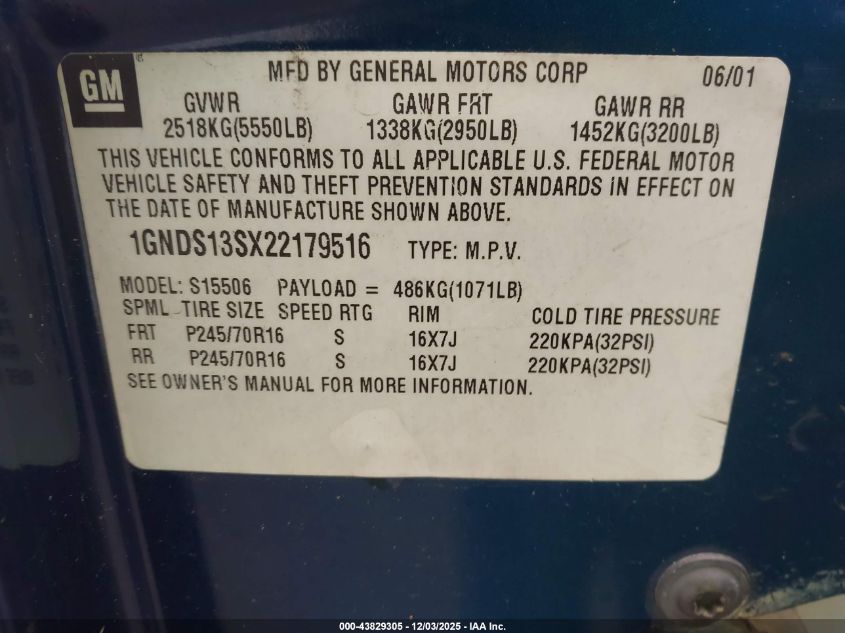 GM
MFD BY GENERAL MOTORS CORP 06/01
GVWR GAWR FRT GAWR RR
2518KG(5550LB) 1338KG(2950LB) 1452KG(3200LB)
THIS VEHICLE CONFORMS TO ALL APPLICABLE U.S. FEDERAL MOTOR
VEHICLE SAFETY AND THEFT PREVENTION STANDARDS IN EFFECT ON
THE DATE OF MANUFACTURE SHOWN ABOVE.
1GNDS13SX22179516 TYPE: M.P.V.
MODEL: S15506 PAYLOAD = 486KG(1071LB)
SPML TIRE SIZE SPEED RTG RIM COLD TIRE PRESSURE
FRT P245/70R16 S 16X7J 220KPA(32PSI)
RR P245/70R16 S 16X7J 220KPA(32PSI)
SEE OWNER'S MANUAL FOR MORE INFORMATION.
000-43829305 - 12/03/2025 - IAA Inc.